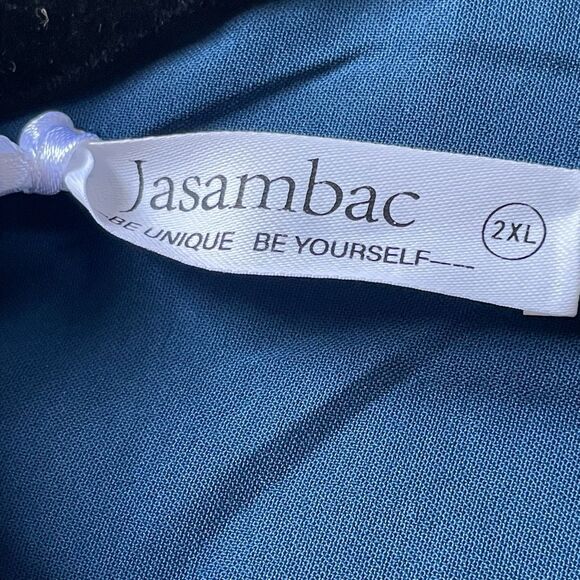 Jasambac
BE UNIQUE BE YOURSELF----
2XL